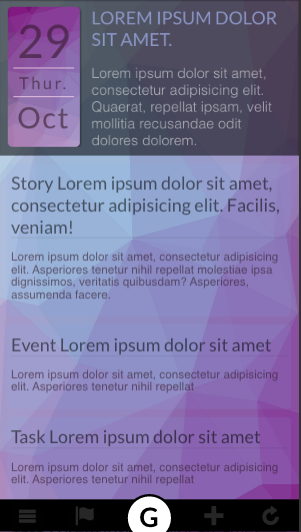 29
Thur.
Oct
LOREM IPSUM DOLOR
SIT AMET.
Lorem ipsum dolor sit amet,
consectetur adipisicing elit.
Quaerat, repellat ipsam, velit
mollitia recusandae odit
dolores dolorem.
Story Lorem ipsum dolor sit amet,
consectetur adipisicing elit. Facilis,
veniam!
Lorem ipsum dolor sit amet, consectetur adipisicing
elit. Asperiores tenetur nihil repellat molestiae ipsa
dignissimos, veritatis quibusdam? Asperiores,
assumenda facere.
Event Lorem ipsum dolor sit amet
Lorem ipsum dolor sit amet, consectetur adipisicing
elit. Asperiores tenetur nihil repellat
Task Lorem ipsum dolor sit amet
Lorem ipsum dolor sit amet, consectetur adipisicing
elit. Asperiores tenetur nihil repellat
G